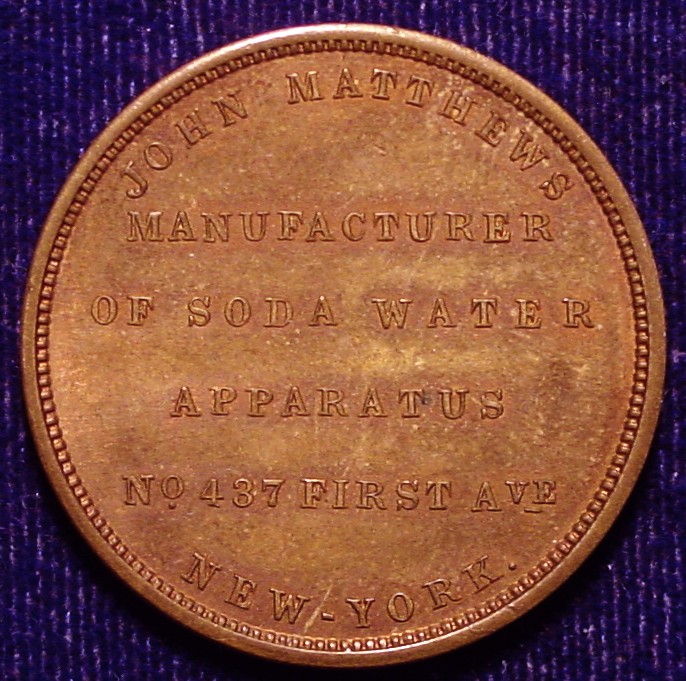 JOHN MATTHEWS
MANUFACTURER
OF SODA WATER
APPARATUS
No. 437 FIRST AVE
NEW-YORK.